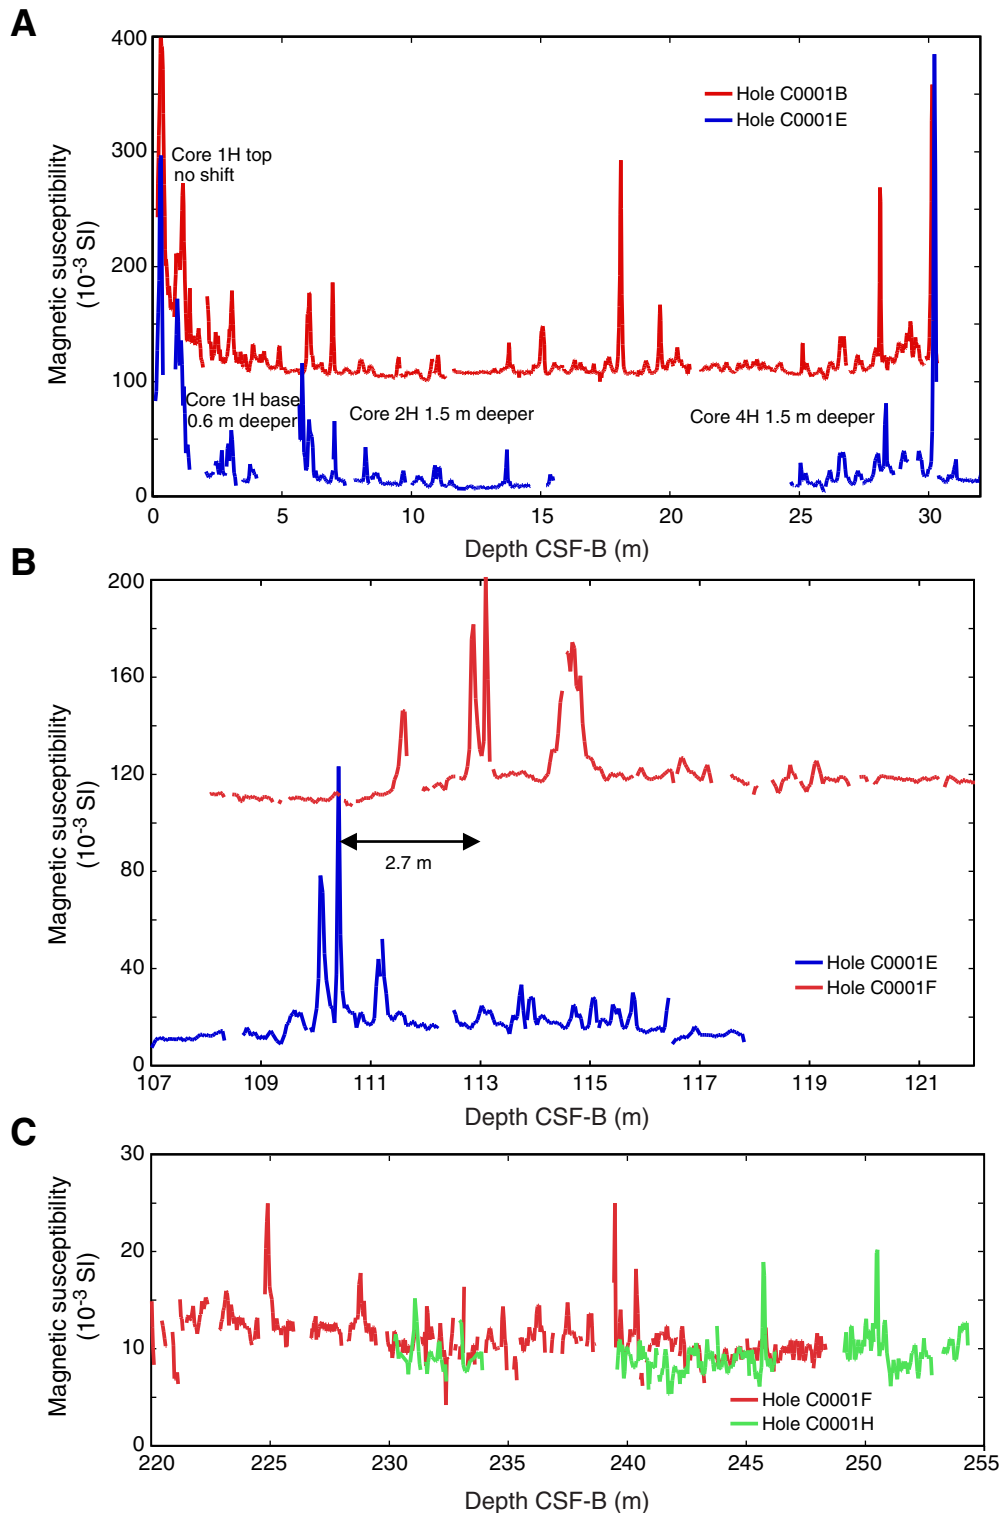 A
400
300
200
100
0
Magnetic susceptibility
(10-3 SI)
Hole C0001B
Hole C0001E
Core 1H top
no shift
Core 1H base
0.6 m deeper
Core 2H 1.5 m deeper
Core 4H 1.5 m deeper
0 5 10 15 20 25 30
Depth CSF-B (m)
B
200
160
120
80
40
0
Magnetic susceptibility
(10-3 SI)
2.7 m
Hole C0001E
Hole C0001F
107 109 111 113 115 117 119 121
Depth CSF-B (m)
C
30
20
10
0
Magnetic susceptibility
(10-3 SI)
Hole C0001F
Hole C0001H
220 225 230 235 240 245 250 255
Depth CSF-B (m)